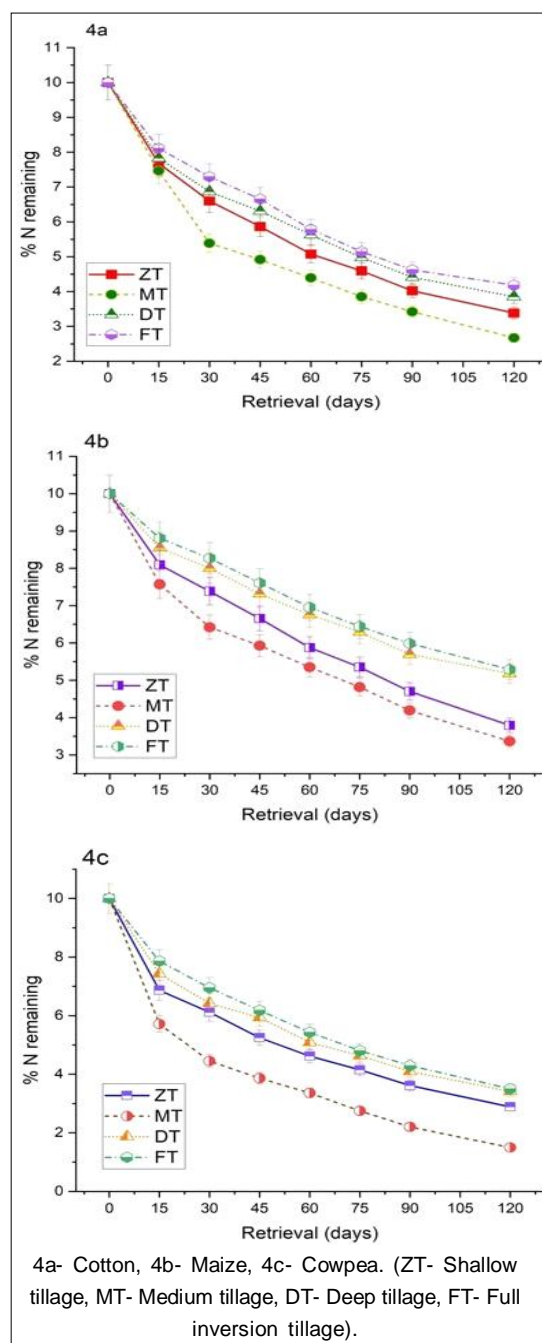 4a
11
10
9
8
7
6
5
4
3
2
% N remaining
ZT
MT
DT
FT
0 15 30 45 60 75 90 105 120
Retrieval (days)
4b
11
10
9
8
7
6
5
4
3
% N remaining
ZT
MT
DT
FT
0 15 30 45 60 75 90 105 120
Retrieval (days)
4c
10
8
6
4
2
0
% N remaining
ZT
MT
DT
FT
0 15 30 45 60 75 90 105 120
Retrieval (days)
4a- Cotton, 4b- Maize, 4c- Cowpea. (ZT- Shallow
tillage, MT- Medium tillage, DT- Deep tillage, FT- Full
inversion tillage).